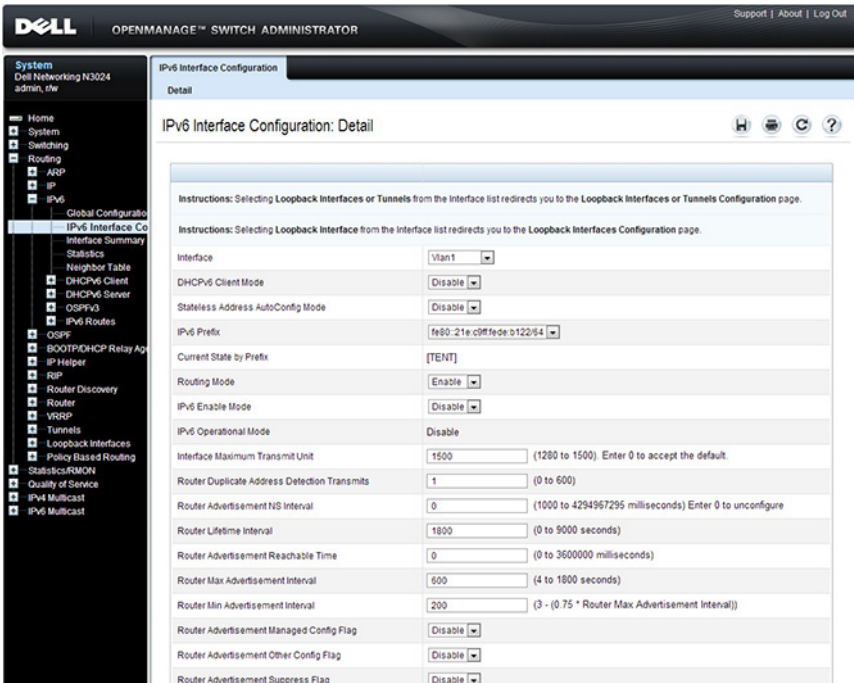 Support | About | Log Out
DELL OPENMANAGE™ SWITCH ADMINISTRATOR
System
Dell Networking N3024
admin, r/w
Home
System
Switching
Routing
ARP
IP
IPv6
Global Configuratio
IPv6 Interface Co
Interface Summary
Statistics
Neighbor Table
DHCPv6 Client
DHCPv6 Server
OSPFv3
IPv6 Routes
OSPF
BOOTP/DHCP Relay Age
IP Helper
RIP
Router Discovery
Router
VRRP
Tunnels
Loopback Interfaces
Policy Based Routing
Statistics/RMON
Quality of Service
IPv4 Multicast
IPv6 Multicast
IPv6 Interface Configuration
Detail
IPv6 Interface Configuration: Detail
?
Instructions: Selecting Loopback Interfaces or Tunnels from the Interface list redirects you to the Loopback Interfaces or Tunnels Configuration page.
Instructions: Selecting Loopback Interface from the Interface list redirects you to the Loopback Interfaces Configuration page.
Interface Vlan1
DHCPv6 Client Mode Disable
Stateless Address AutoConfig Mode Disable
IPv6 Prefix fe80::21e:c9ff:fede:b122/64
Current State by Prefix [TENT]
Routing Mode Enable
IPv6 Enable Mode Disable
IPv6 Operational Mode Disable
Interface Maximum Transmit Unit 1500 (1280 to 1500). Enter 0 to accept the default.
Router Duplicate Address Detection Transmits 1 (0 to 600)
Router Advertisement NS Interval 0 (1000 to 4294967295 milliseconds) Enter 0 to unconfigure
Router Lifetime Interval 1800 (0 to 9000 seconds)
Router Advertisement Reachable Time 0 (0 to 3600000 milliseconds)
Router Max Advertisement Interval 600 (4 to 1800 seconds)
Router Min Advertisement Interval 200 (3 - (0.75 * Router Max Advertisement Interval))
Router Advertisement Managed Config Flag Disable
Router Advertisement Other Config Flag Disable
Router Advertisement Suppress Flag Disable